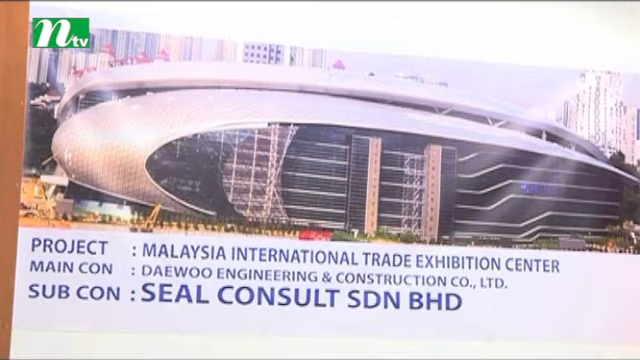 ntv
PROJECT : MALAYSIA INTERNATIONAL TRADE EXHIBITION CENTER
MAIN CON : DAEWOO ENGINEERING & CONSTRUCTION CO., LTD.
SUB CON : SEAL CONSULT SDN BHD